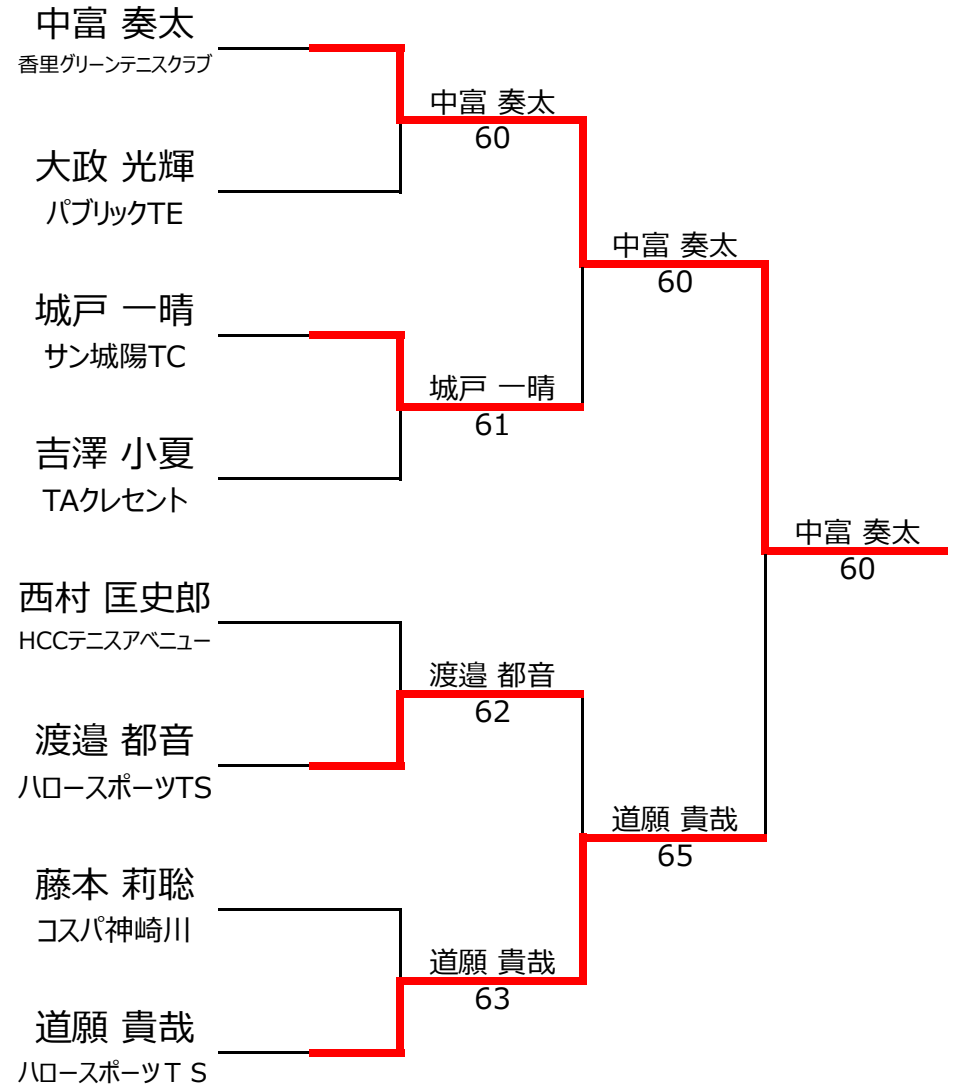 中富 奏太
香里グリーンテニスクラブ
大政 光輝
パブリックTE
城戸 一晴
サン城陽TC
吉澤 小夏
TAクレセント
西村 匡史郎
HCCテニスアベニュー
渡邉 都音
ハロースポーツTS
藤本 莉聡
コスパ神崎川
道願 貴哉
ハロースポーツＴＳ
中富 奏太
60
城戸 一晴
61
渡邉 都音
62
道願 貴哉
63
中富 奏太
60
道願 貴哉
65
中富 奏太
60